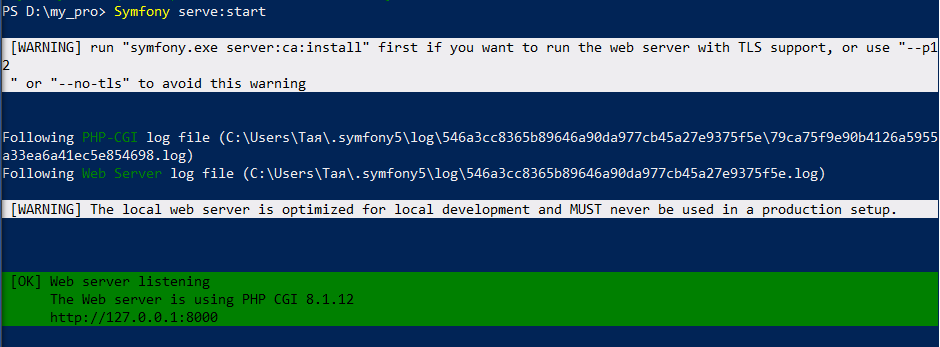 PS D:\my_pro> Symfony serve:start
[WARNING] run "symfony.exe server:ca:install" first if you want to run the web server with TLS support, or use "--p1
2
" or "--no-tls" to avoid this warning
Following PHP-CGI log file (C:\Users\Тая\.symfony5\log\546a3cc8365b89646a90da977cb45a27e9375f5e\79ca75f9e90b4126a5955
a33ea6a41ec5e854698.log)
Following Web Server log file (C:\Users\Тая\.symfony5\log\546a3cc8365b89646a90da977cb45a27e9375f5e.log)
[WARNING] The local web server is optimized for local development and MUST never be used in a production setup.
[OK] Web server listening
The Web server is using PHP CGI 8.1.12
http://127.0.0.1:8000